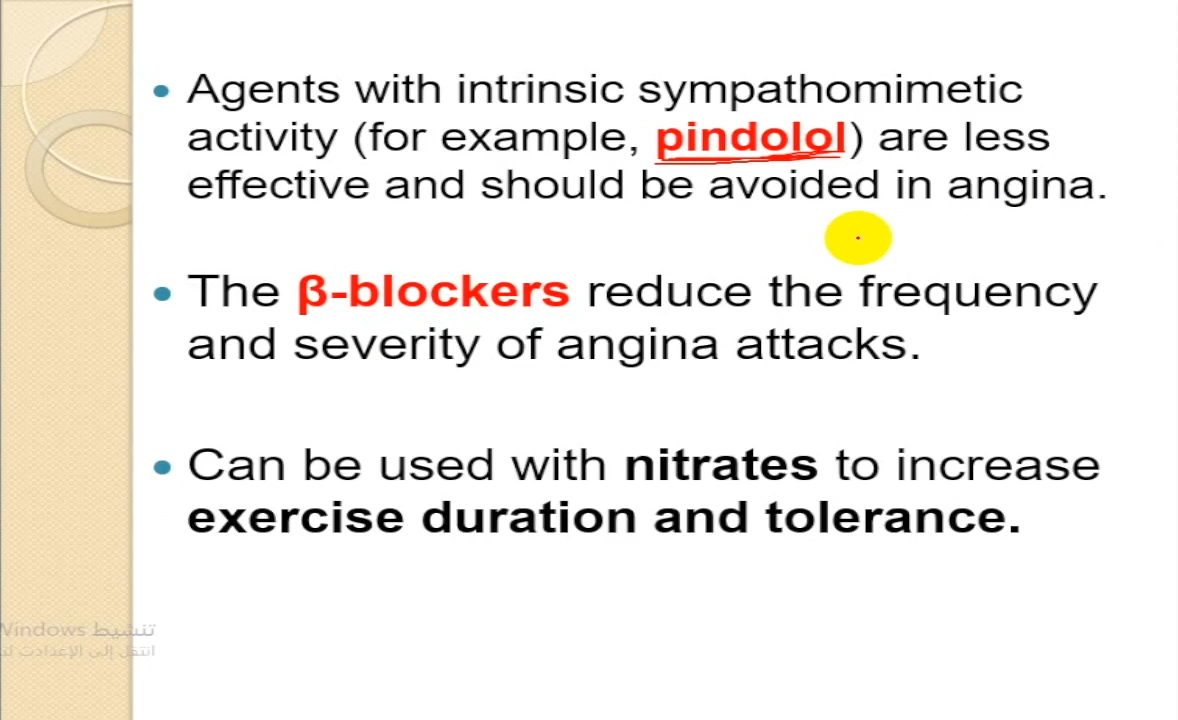 • Agents with intrinsic sympathomimetic
activity (for example, pindolol) are less
effective and should be avoided in angina.
• The β-blockers reduce the frequency
and severity of angina attacks.
• Can be used with nitrates to increase
exercise duration and tolerance.
تنشيط Windows
انتقل إلى الإعدادات